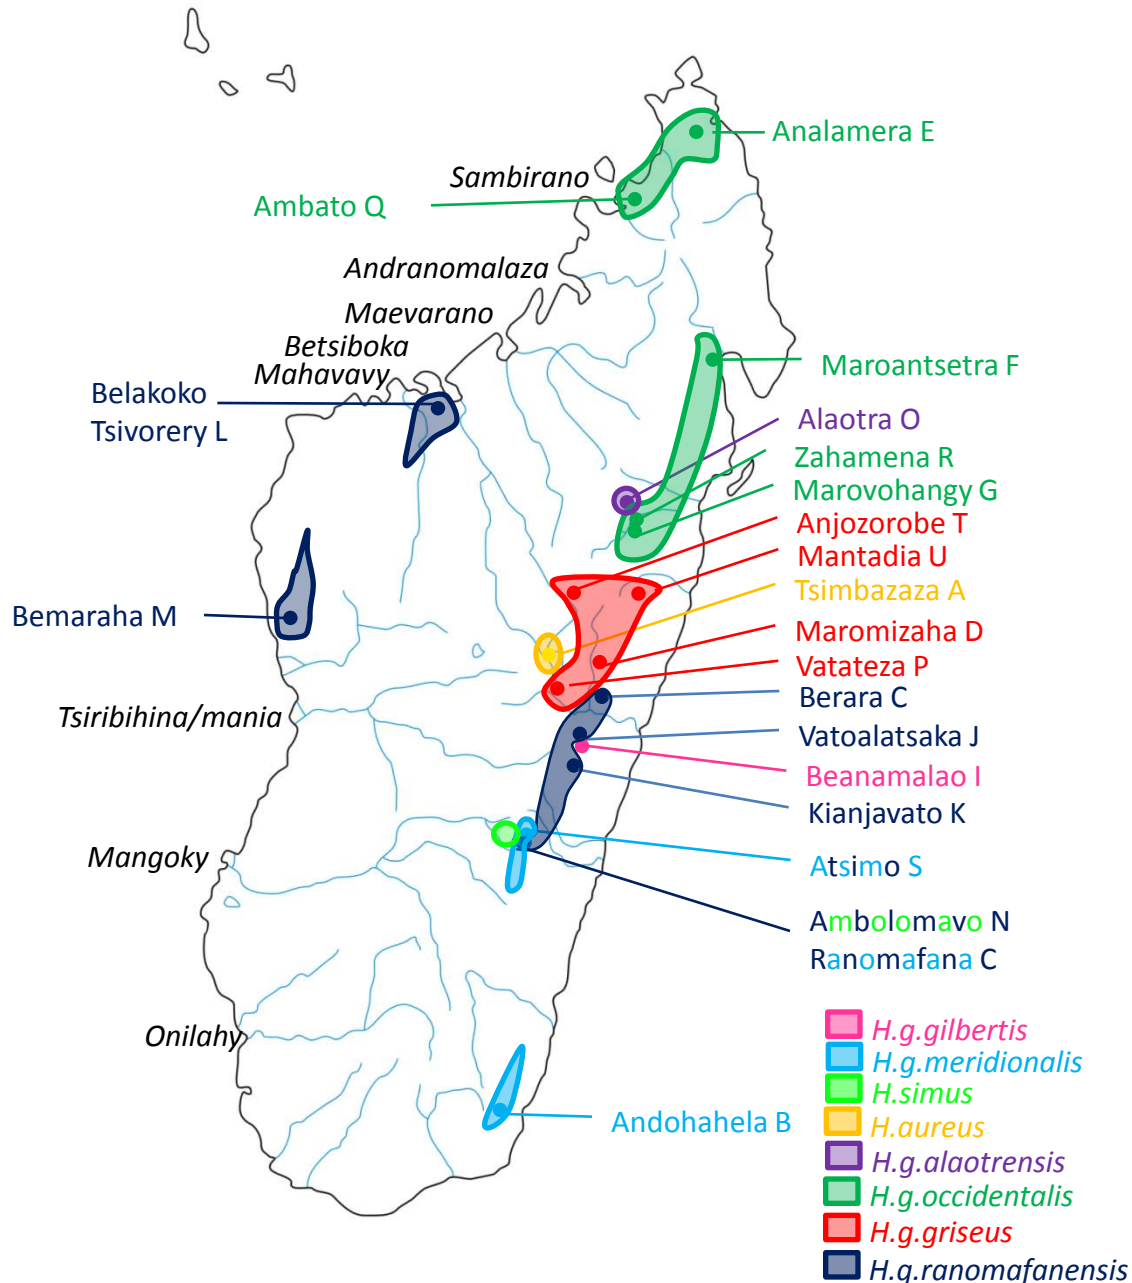 Analamera E
Sambirano
Ambato Q
Andranomalaza
Maevarano
Betsiboka
Mahavavy
Belakoko
Tsivorery L
Maroantsetra F
Alaotra O
Zahamena R
Marovohangy G
Anjozorobe T
Mantadia U
Tsimbazaza A
Bemaraha M
Maromizaha D
Vatateza P
Berara C
Tsiribihina/mania
Vatoalatsaka J
Beanamalao I
Kianjavato K
Mangoky
Atsimo S
Ambolomavo N
Ranomafana C
Onilahy
Andohahela B
H.g.gilbertis
H.g.meridionalis
H.simus
H.aureus
H.g.alaotrensis
H.g.occidentalis
H.g.griseus
H.g.ranomafanensis